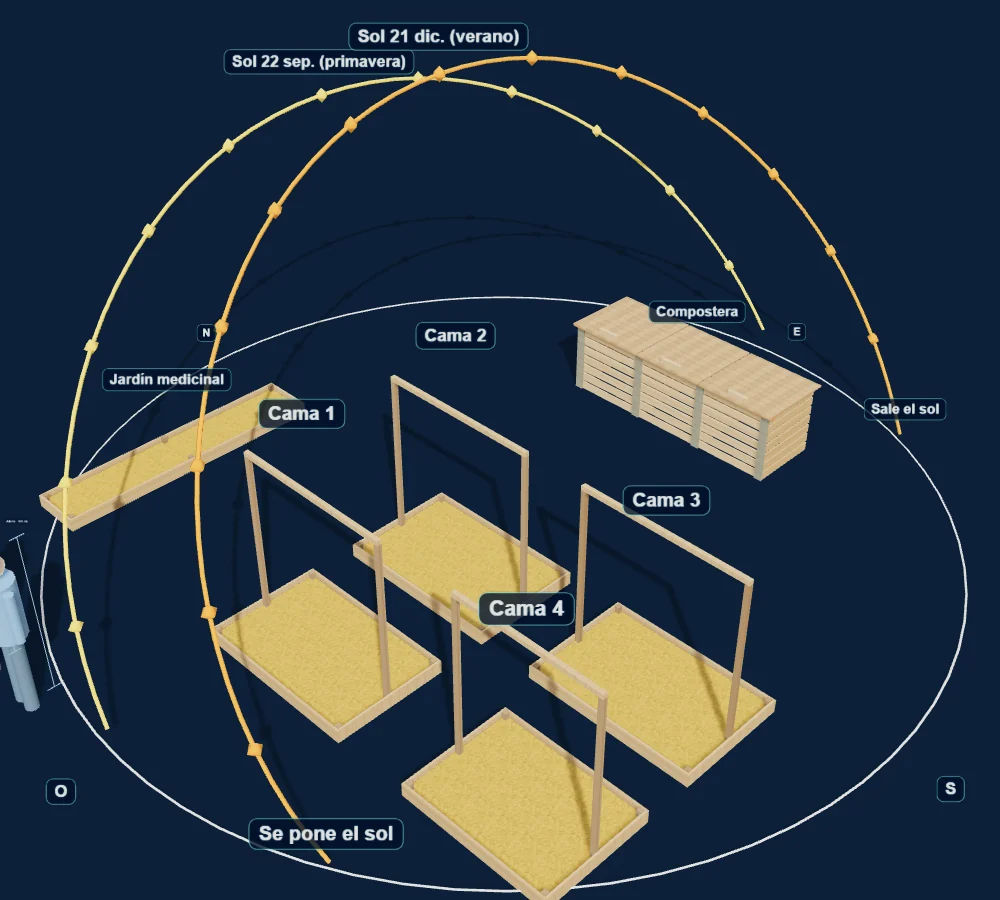 Sol 21 dic. (verano)
Sol 22 sep. (primavera)
Compostera
N
Cama 2
E
Jardín medicinal
Cama 1
Sale el sol
Cama 3
Cama 4
O
S
Se pone el sol